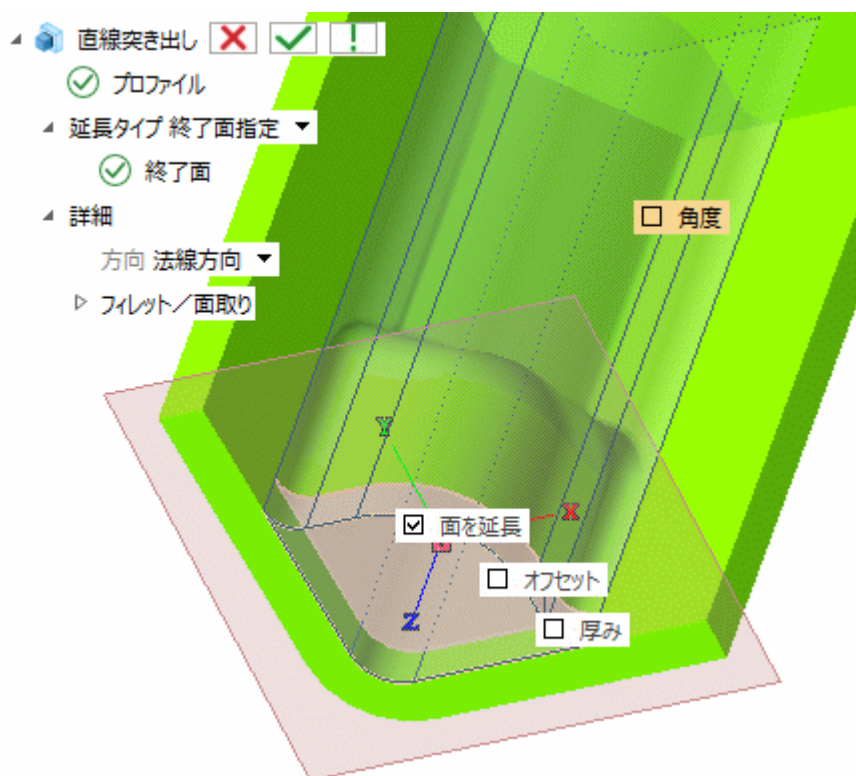 直線突き出し
プロファイル
延長タイプ 終了面指定
終了面
詳細
方向 法線方向
フィレット／面取り
角度
Y
面を延長
X
オフセット
Z
厚み